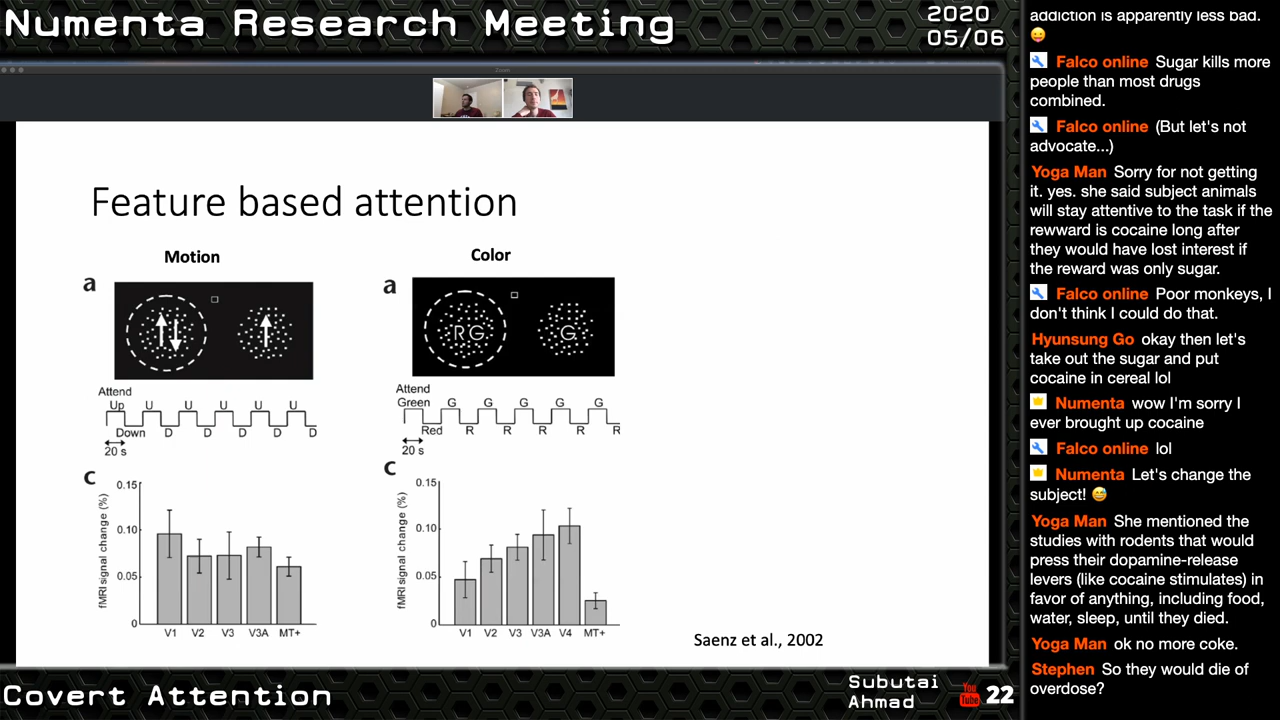 Numenta Research Meeting
2020
05/06
Zoom
Feature based attention
Motion
a
Attend
Up U U U U U
Down D D D D D
20 s
c
fMRI signal change (%)
0.15
0.10
0.05
0
V1 V2 V3 V3A MT+
Color
a
R G
G
Attend
Green G G G G G
Red R R R R R
20 s
c
fMRI signal change (%)
0.15
0.10
0.05
0
V1 V2 V3 V3A V4 MT+
Saenz et al., 2002
Covert Attention
Subutai
Ahmad
You
Tube
22
addiction is apparently less bad.
😛
Falco online Sugar kills more
people than most drugs
combined.
Falco online (But let's not
advocate...)
Yoga Man Sorry for not getting
it. yes. she said subject animals
will stay attentive to the task if the
rewward is cocaine long after
they would have lost interest if
the reward was only sugar.
Falco online Poor monkeys, I
don't think I could do that.
Hyunsung Go okay then let's
take out the sugar and put
cocaine in cereal lol
Numenta wow I'm sorry I
ever brought up cocaine
Falco online lol
Numenta Let's change the
subject! 😅
Yoga Man She mentioned the
studies with rodents that would
press their dopamine-release
levers (like cocaine stimulates) in
favor of anything, including food,
water, sleep, until they died.
Yoga Man ok no more coke.
Stephen So they would die of
overdose?